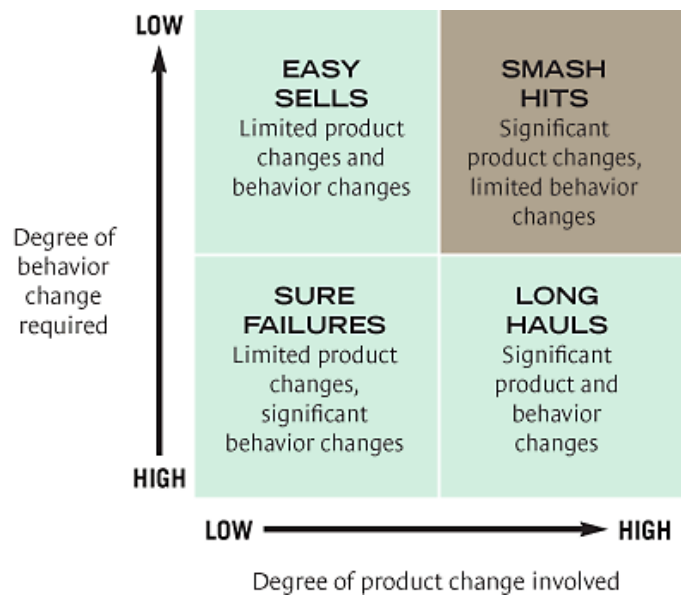 LOW
EASY
SELLS
Limited product
changes and
behavior changes
SMASH
HITS
Significant
product changes,
limited behavior
changes
Degree of
behavior
change
required
SURE
FAILURES
Limited product
changes,
significant
behavior changes
LONG
HAULS
Significant
product and
behavior
changes
HIGH
LOW
HIGH
Degree of product change involved